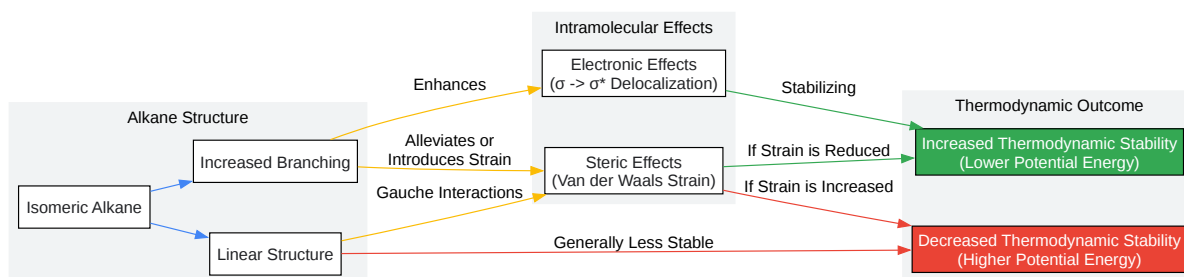 Intramolecular Effects
Electronic Effects
(σ -> σ* Delocalization)
Stabilizing
Enhances
Thermodynamic Outcome
Alkane Structure
Alleviates or
Introduces Strain
Increased Branching
Steric Effects
(Van der Waals Strain)
If Strain is Reduced
Increased Thermodynamic Stability
(Lower Potential Energy)
Gauche Interactions
If Strain is Increased
Isomeric Alkane
Linear Structure
Generally Less Stable
Decreased Thermodynamic Stability
(Higher Potential Energy)